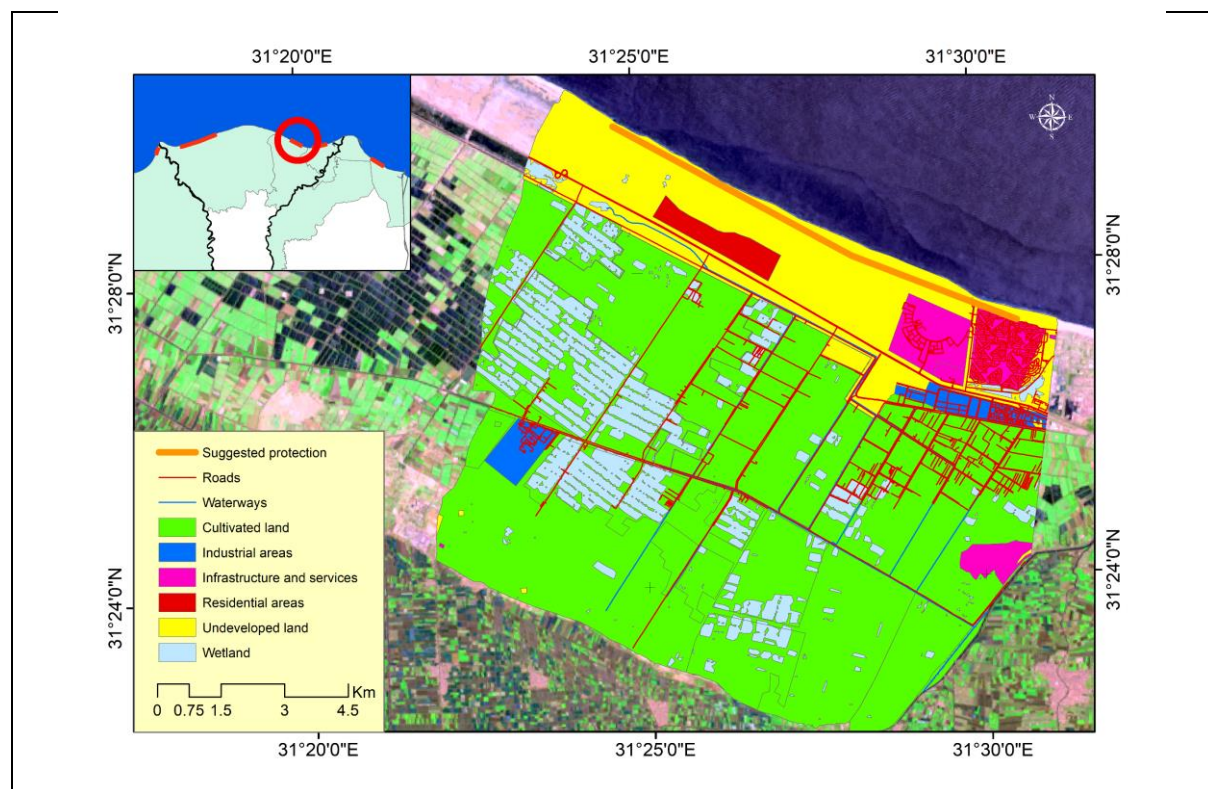 31°20'0"E
31°25'0"E
31°30'0"E
N
W
E
31°28'0"N
31°28'0"N
Suggested protection
Roads
Waterways
Cultivated land
Industrial areas
Infrastructure and services
Residential areas
Undeveloped land
Wetland
Km
0 0.75 1.5 3 4.5
31°24'0"N
31°24'0"N
31°20'0"E
31°25'0"E
31°30'0"E